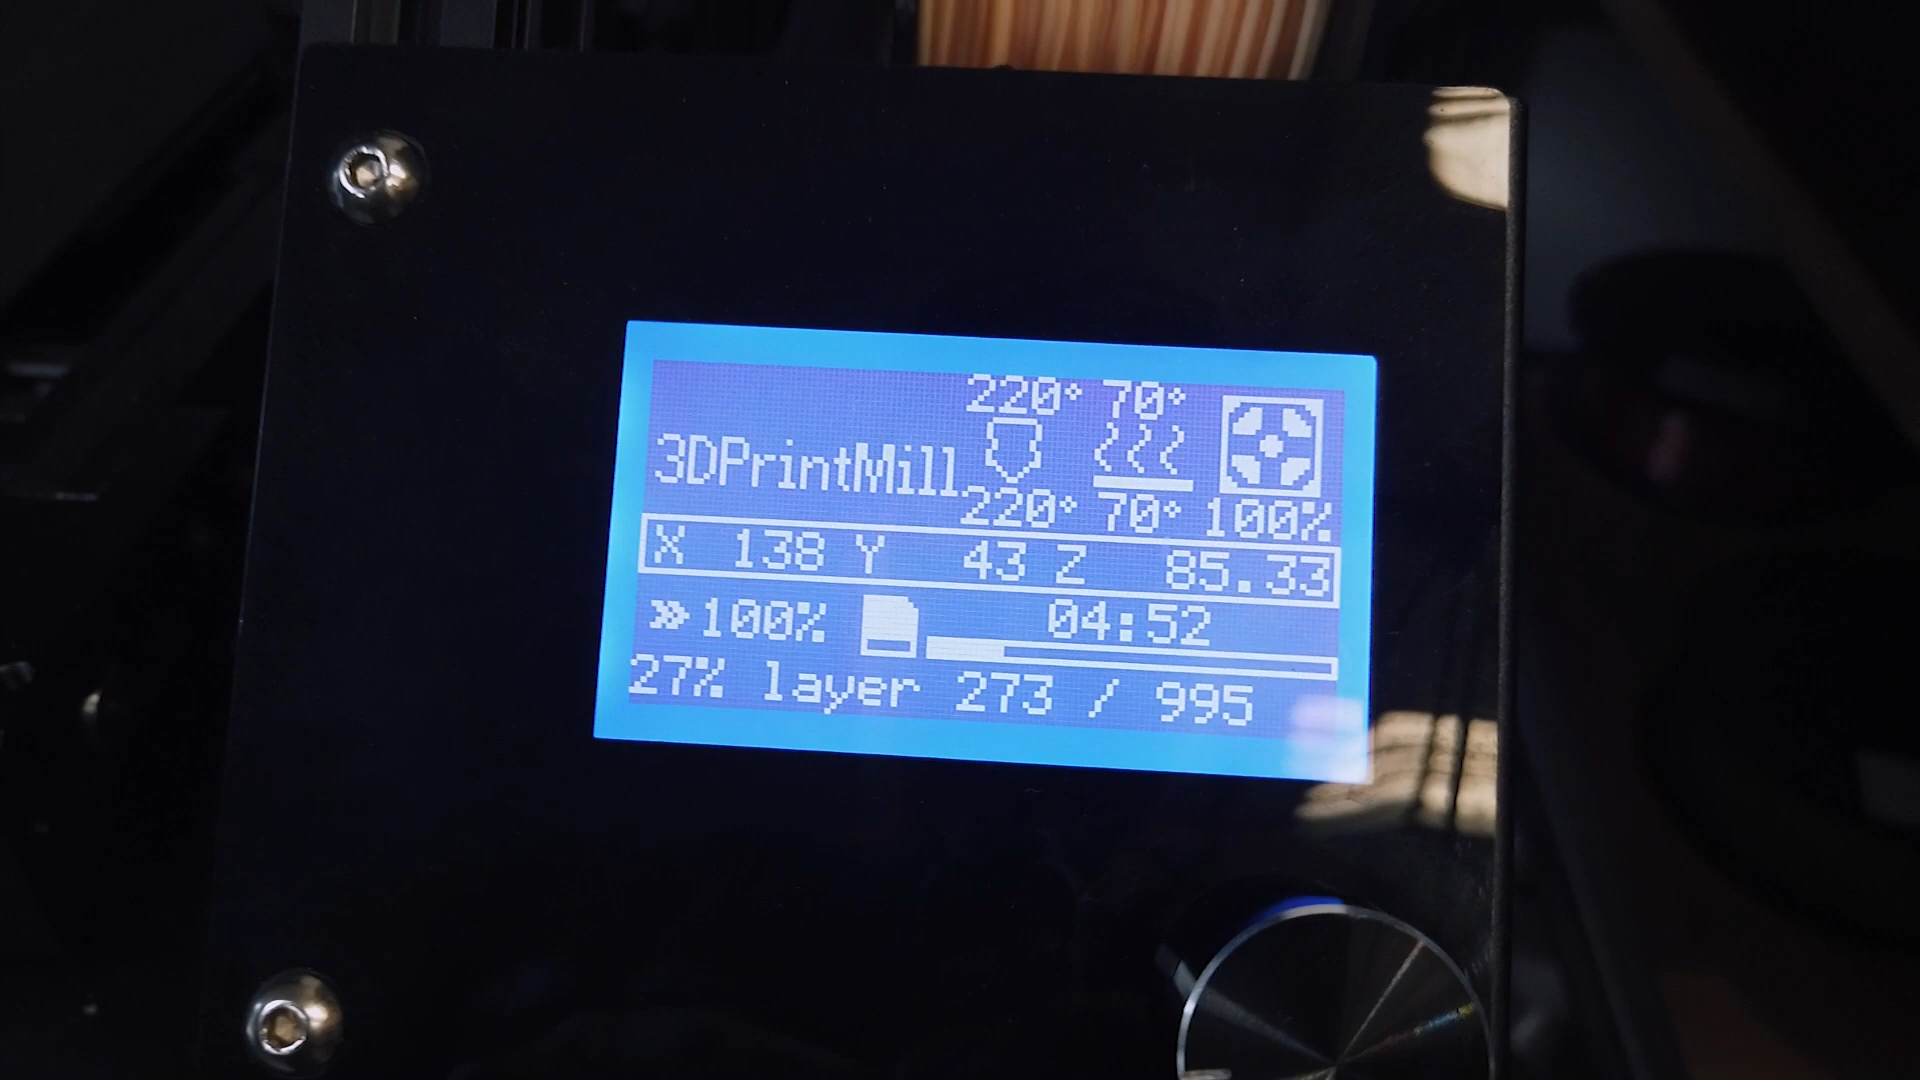 220° 70°
3DPrintMill
220° 70° 100%
X 138 Y 43 Z 85.33
»100% 04:52
27% layer 273 / 995